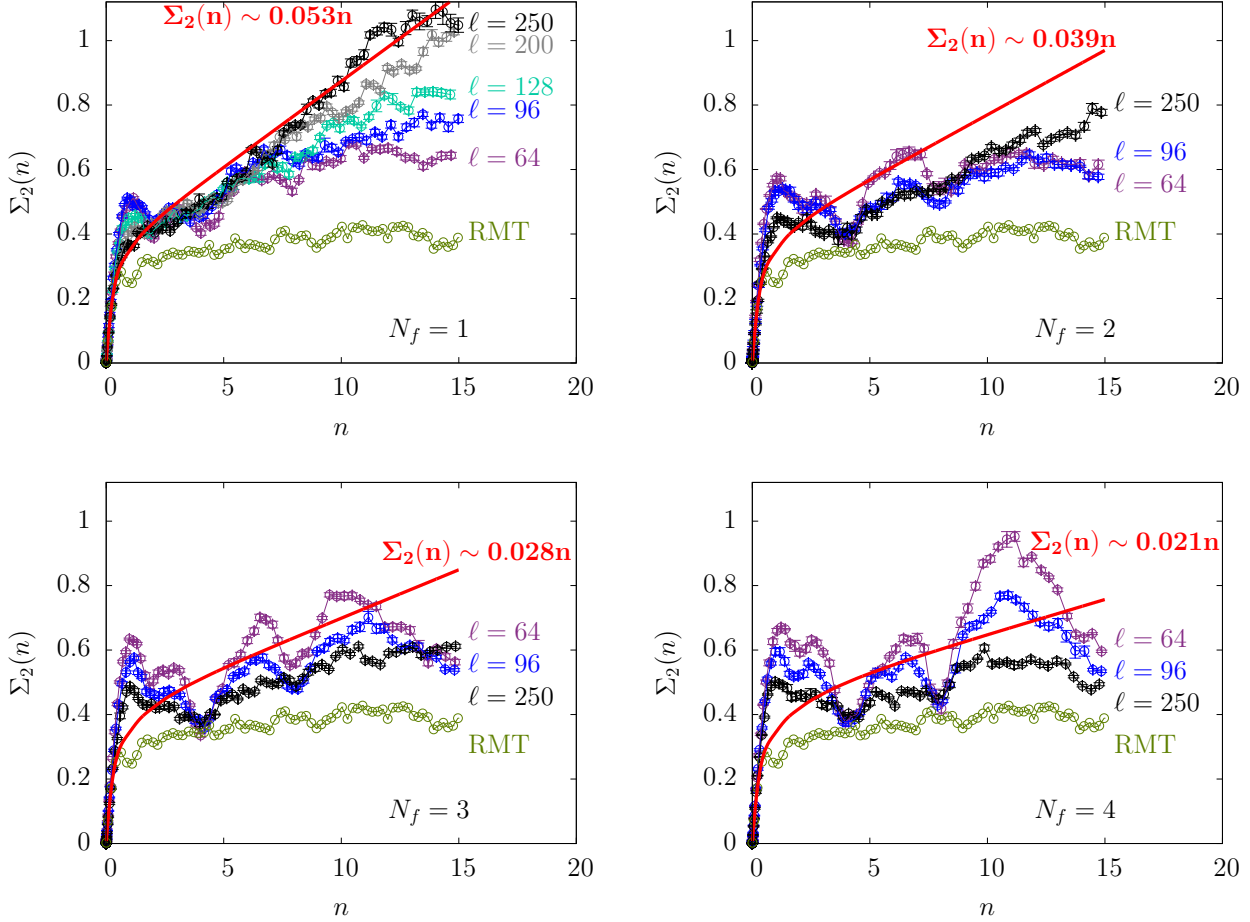 Σ₂(n) ∼ 0.053n
ℓ = 250
ℓ = 200
ℓ = 128
ℓ = 96
ℓ = 64
RMT
N_f = 1
Σ₂(n)
0
0.2
0.4
0.6
0.8
1
0 5 10 15 20
n
Σ₂(n) ∼ 0.039n
ℓ = 250
ℓ = 96
ℓ = 64
RMT
N_f = 2
Σ₂(n)
0
0.2
0.4
0.6
0.8
1
0 5 10 15 20
n
Σ₂(n) ∼ 0.028n
ℓ = 64
ℓ = 96
ℓ = 250
RMT
N_f = 3
Σ₂(n)
0
0.2
0.4
0.6
0.8
1
0 5 10 15 20
n
Σ₂(n) ∼ 0.021n
ℓ = 64
ℓ = 96
ℓ = 250
RMT
N_f = 4
Σ₂(n)
0
0.2
0.4
0.6
0.8
1
0 5 10 15 20
n